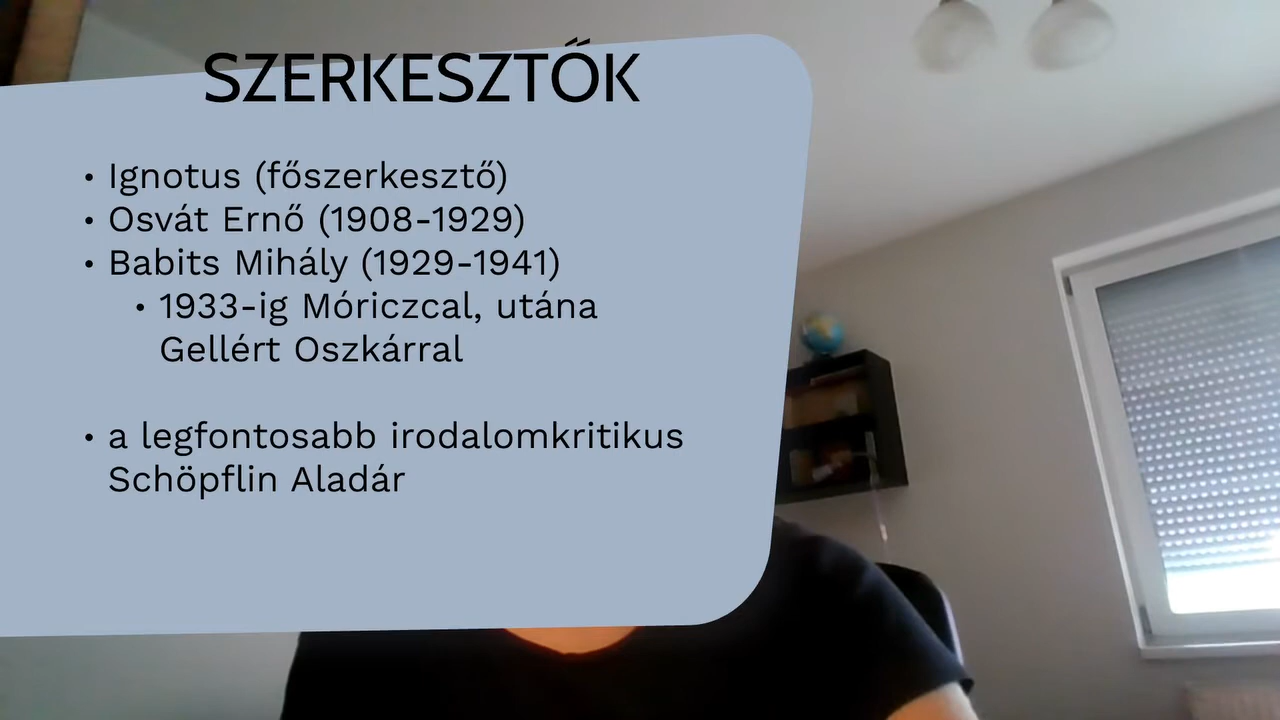 SZERKESZTŐK
• Ignotus (főszerkesztő)
• Osvát Ernő (1908-1929)
• Babits Mihály (1929-1941)
• 1933-ig Móriczcal, utána
Gellért Oszkárral
• a legfontosabb irodalomkritikus
Schöpflin Aladár